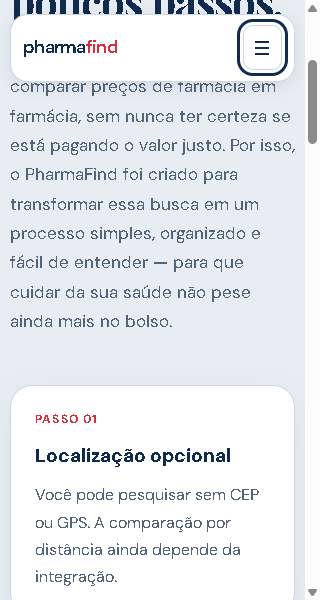 poucos passos.
pharmafind
comparar preços de farmácia em
farmácia, sem nunca ter certeza se
está pagando o valor justo. Por isso,
o PharmaFind foi criado para
transformar essa busca em um
processo simples, organizado e
fácil de entender — para que
cuidar da sua saúde não pese
ainda mais no bolso.
PASSO 01
Localização opcional
Você pode pesquisar sem CEP
ou GPS. A comparação por
distância ainda depende da
integração.